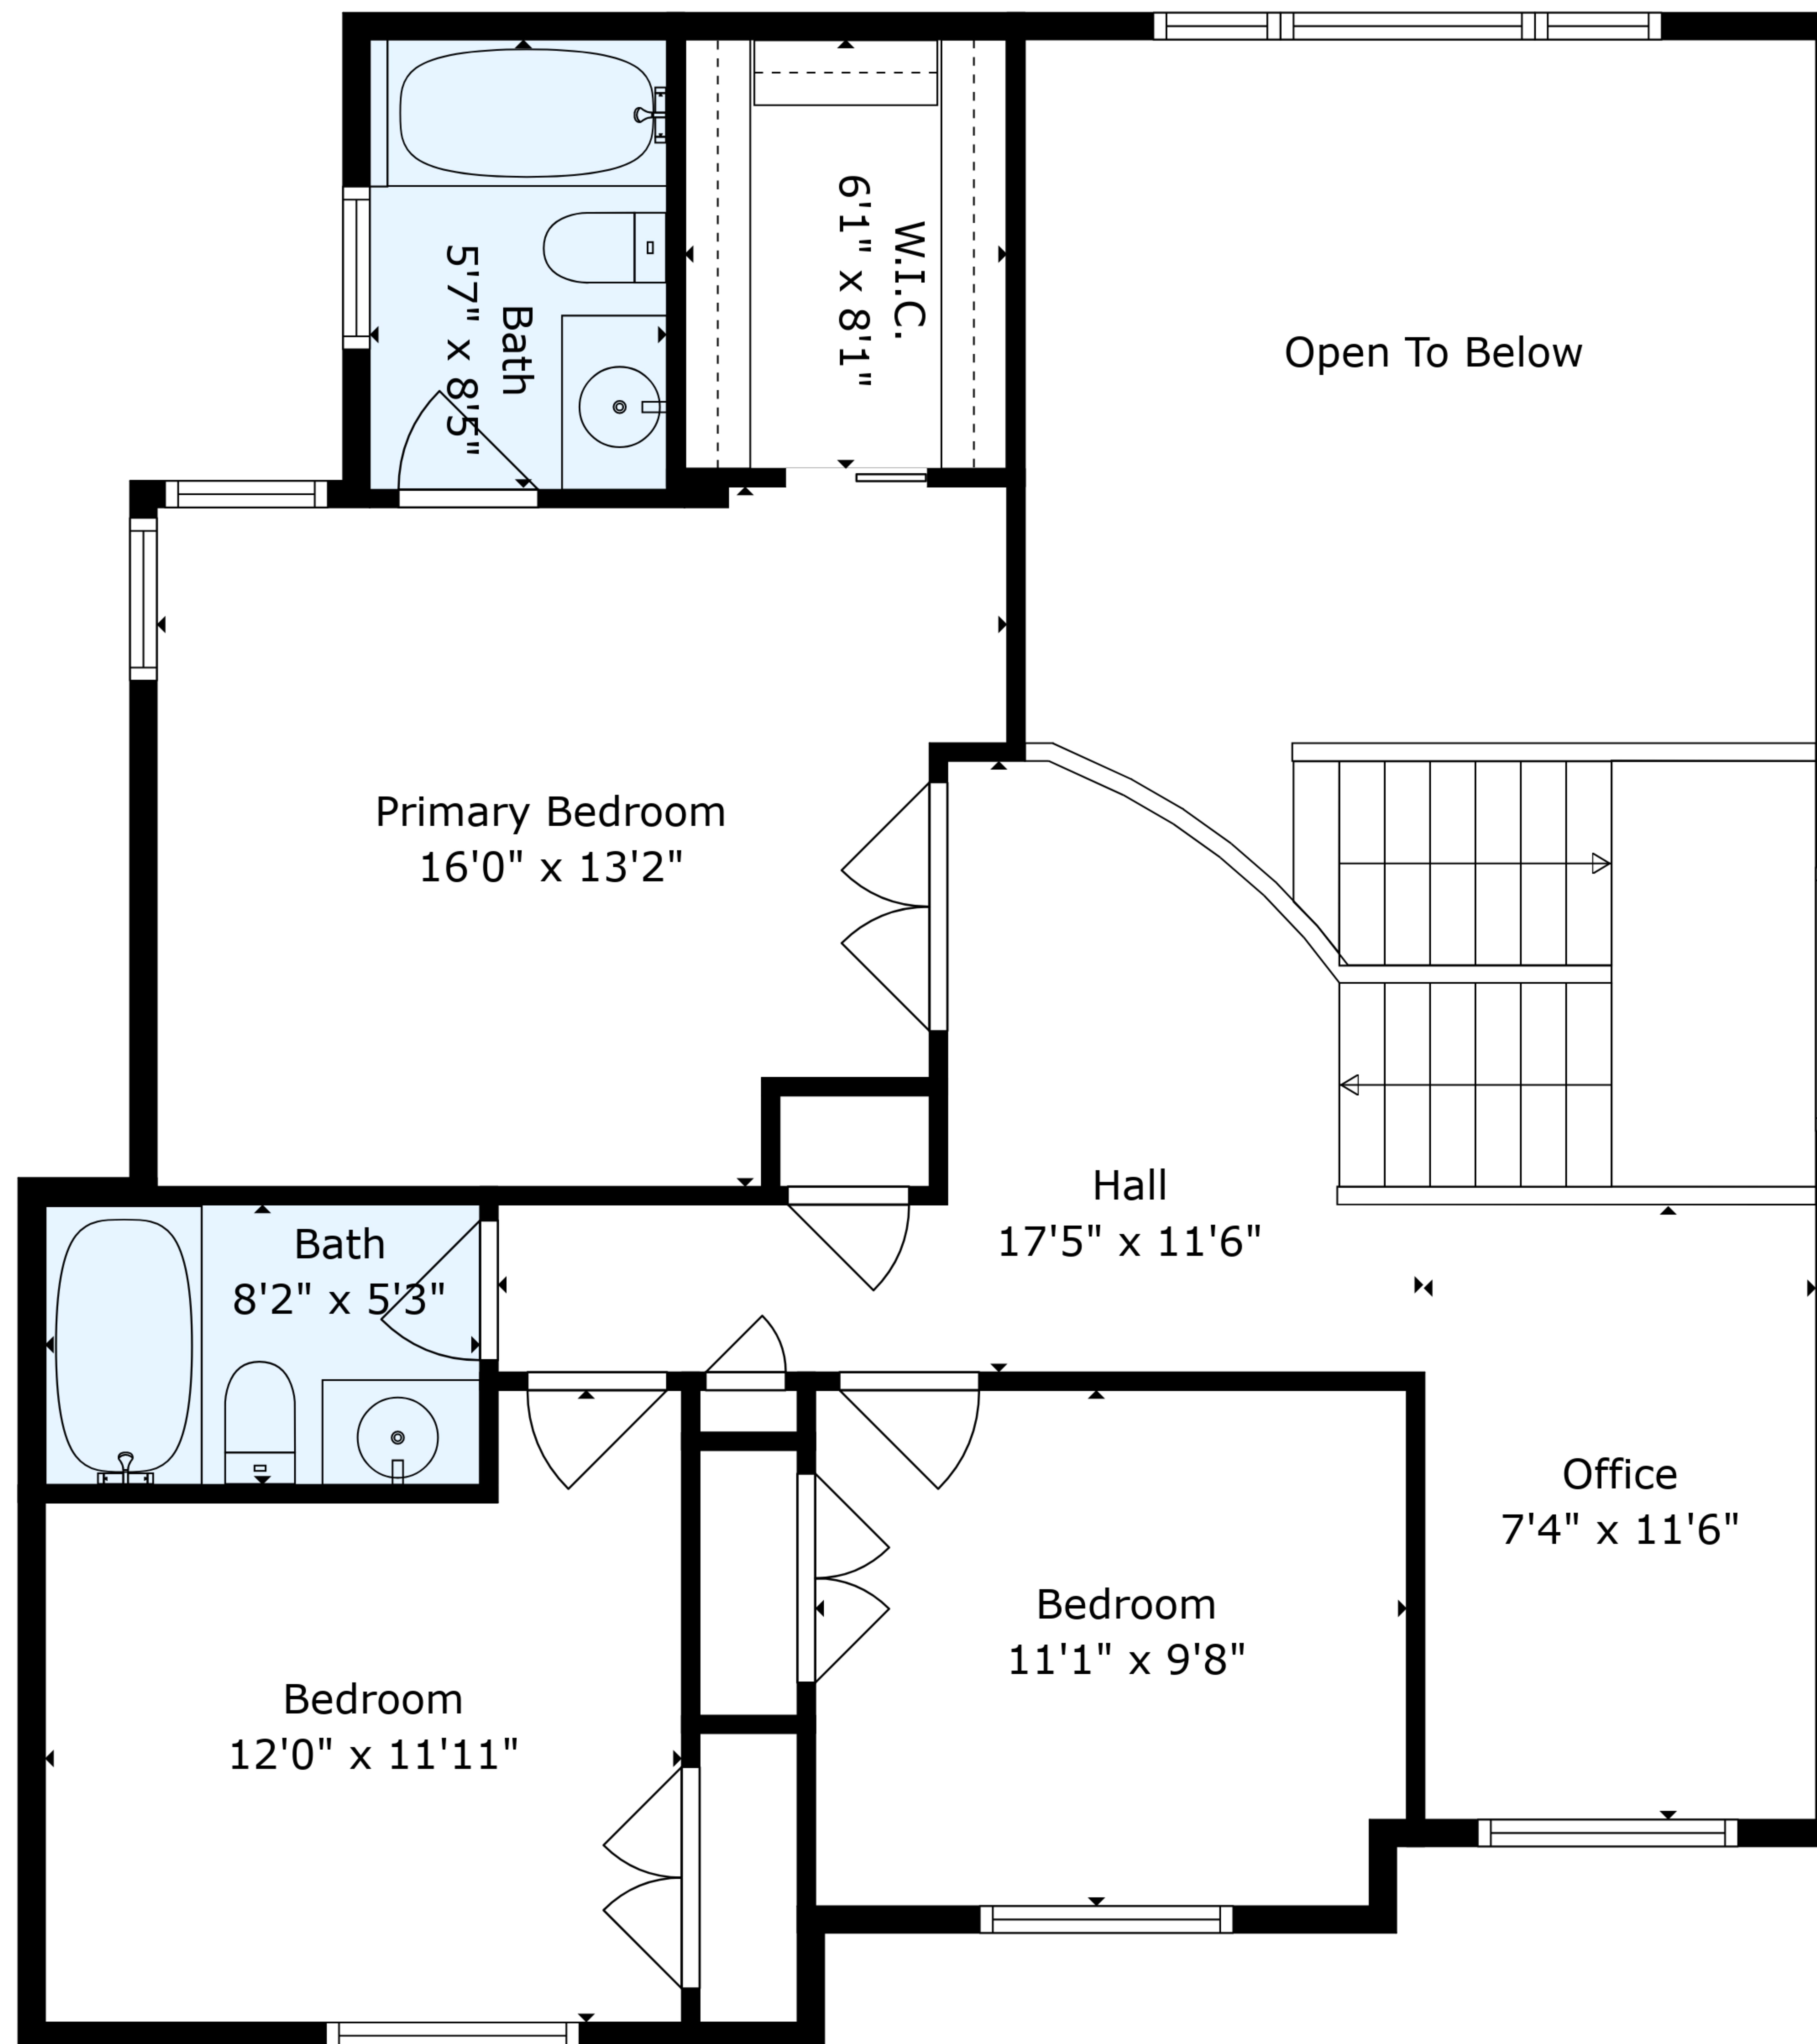 Bath
5'7" x 8'5"
W.I.C.
6'1" x 8'1"
Open To Below
Primary Bedroom
16'0" x 13'2"
Hall
17'5" x 11'6"
Bath
8'2" x 5'3"
Office
7'4" x 11'6"
Bedroom
11'1" x 9'8"
Bedroom
12'0" x 11'11"